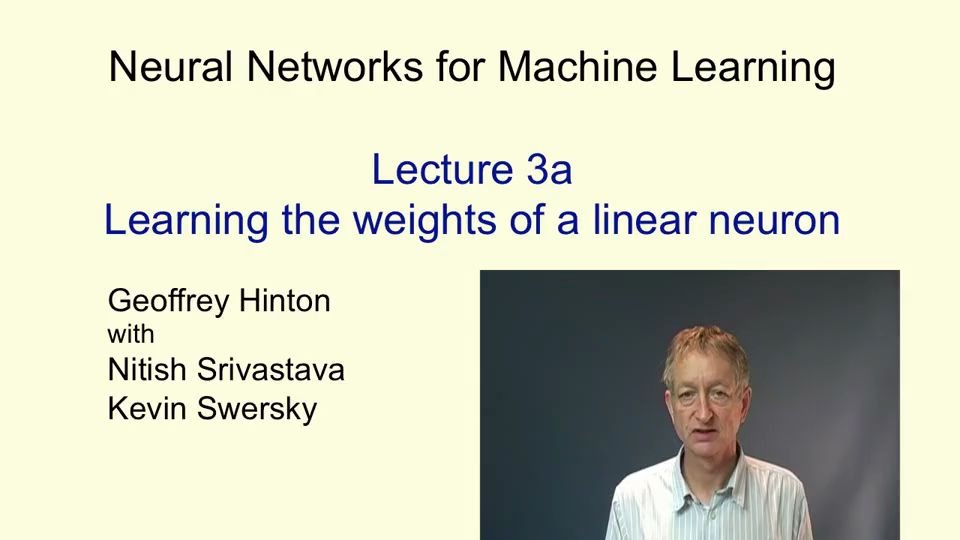 Neural Networks for Machine Learning
Lecture 3a
Learning the weights of a linear neuron
Geoffrey Hinton
with
Nitish Srivastava
Kevin Swersky